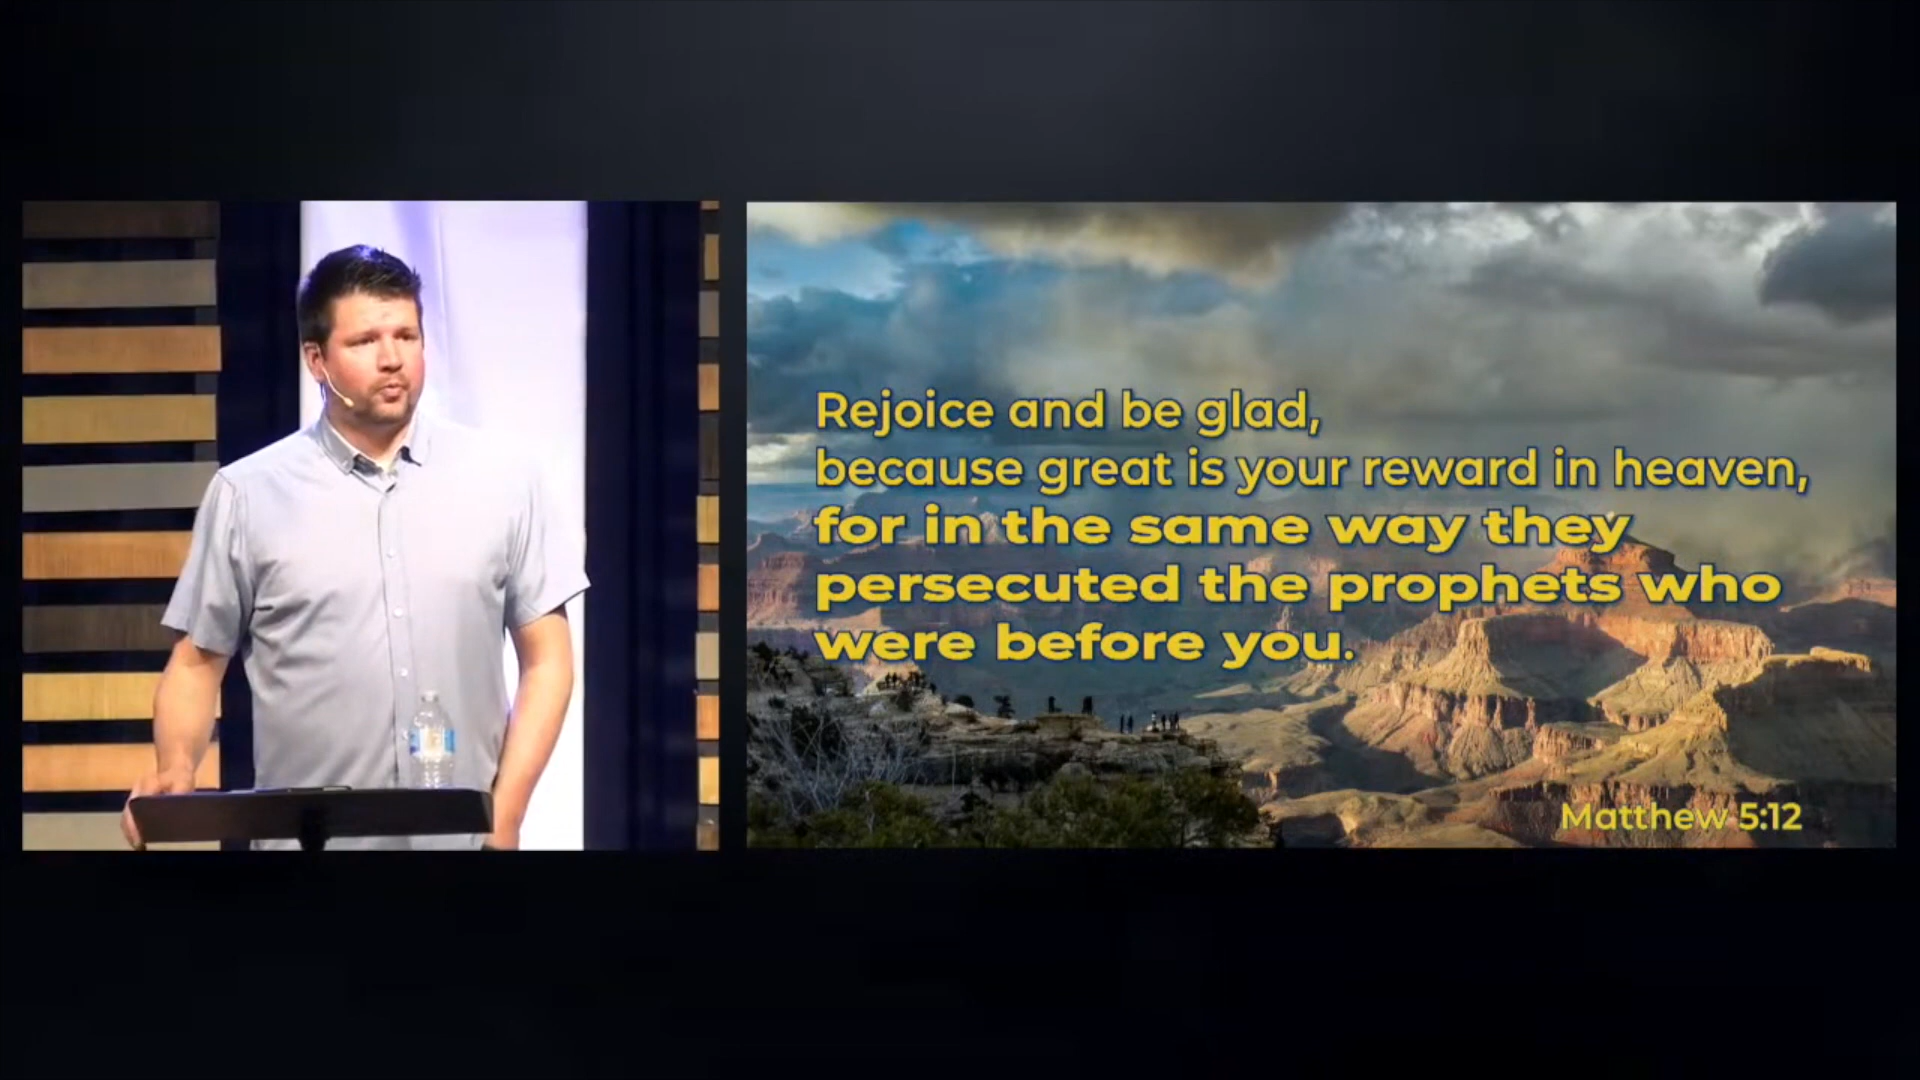 Rejoice and be glad,
because great is your reward in heaven,
for in the same way they
persecuted the prophets who
were before you.
Matthew 5:12